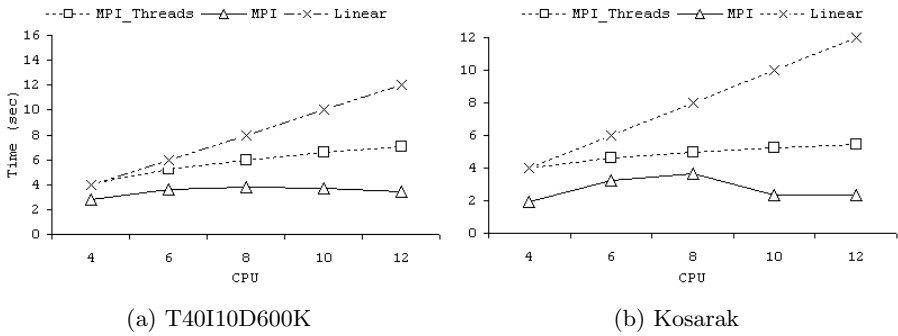 MPI_Threads MPI Linear
16
14
12
10
8
6
4
2
0
Time (sec)
4 6 8 10 12
CPU
(a) T40I10D600K
MPI_Threads MPI Linear
12
10
8
6
4
2
0
4 6 8 10 12
CPU
(b) Kosarak